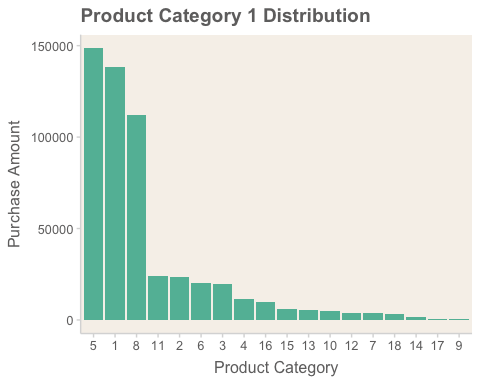 Product Category 1 Distribution
Purchase Amount
150000
100000
50000
0
5 1 8 11 2 6 3 4 16 15 13 10 12 7 18 14 17 9
Product Category